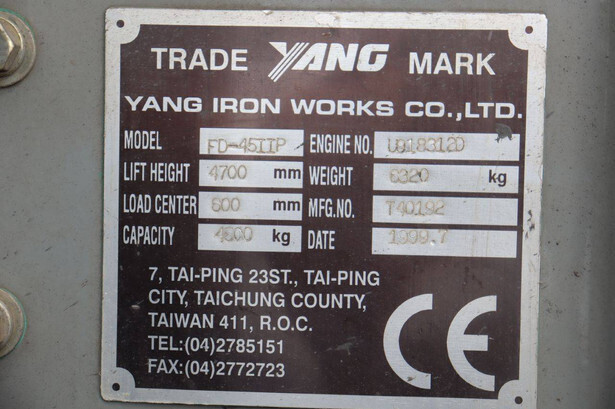 TRADE YANG MARK
YANG IRON WORKS CO.,LTD.
MODEL FD-45IIP ENGINE NO. UD18312D
LIFT HEIGHT 4700 mm WEIGHT 6320 kg
LOAD CENTER 600 mm MFG.NO. T40192
CAPACITY 4500 kg DATE 1999.7
7, TAI-PING 23ST., TAI-PING
CITY, TAICHUNG COUNTY,
TAIWAN 411, R.O.C.
TEL:(04)2785151
FAX:(04)2772723
CE